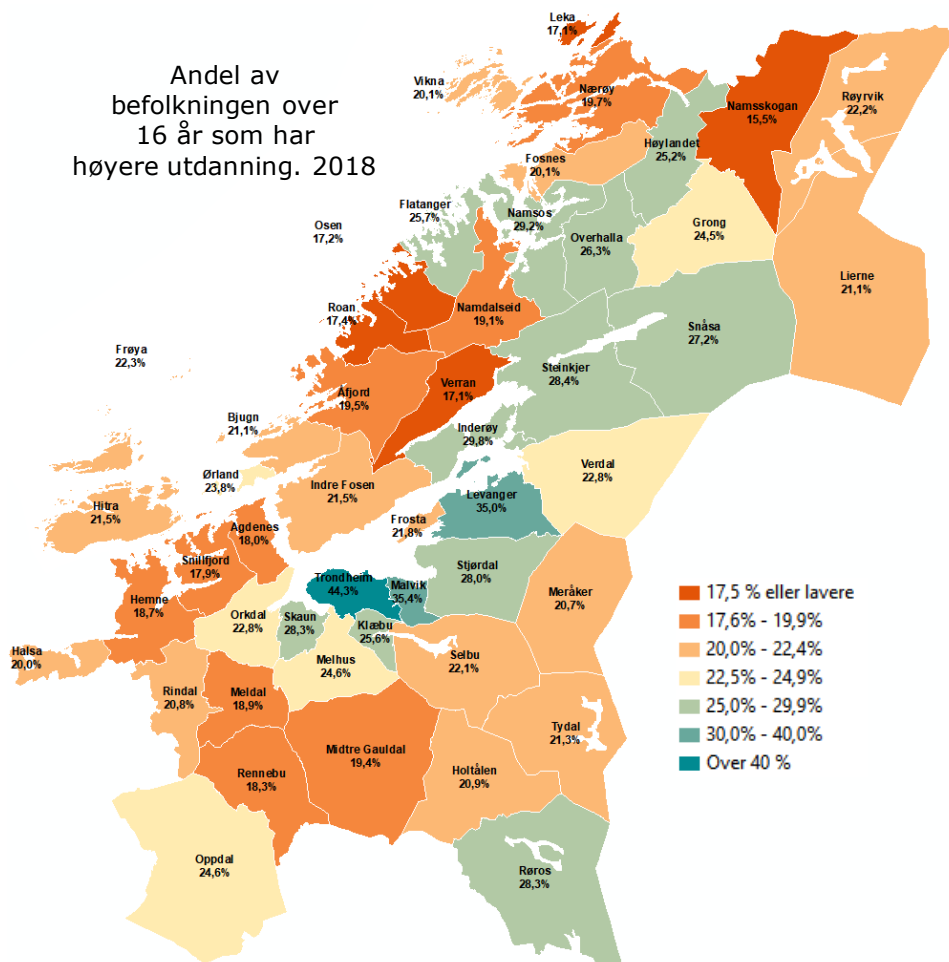 Andel av
befolkningen over
16 år som har
høyere utdanning. 2018
Leka
17,1%
Vikna
20,1%
Nærøy
19,7%
Namsskogan
15,5%
Røyrvik
22,2%
Høylandet
25,2%
Fosnes
20,1%
Flatanger
25,7%
Namsos
29,2%
Osen
17,2%
Overhalla
26,3%
Grong
24,5%
Lierne
21,1%
Roan
17,4%
Namdalseid
19,1%
Snåsa
27,2%
Frøya
22,3%
Steinkjer
28,4%
Verran
17,1%
Åfjord
19,5%
Bjugn
21,1%
Inderøy
29,8%
Verdal
22,8%
Ørland
23,8%
Indre Fosen
21,5%
Levanger
35,0%
Hitra
21,5%
Frosta
21,8%
Agdenes
18,0%
Snillfjord
17,9%
Stjørdal
28,0%
Trondheim
44,3%
Malvik
35,4%
Meråker
20,7%
Hemne
18,7%
Orkdal
22,8%
Skaun
28,3%
Klæbu
25,6%
Selbu
22,1%
Halsa
20,0%
Melhus
24,6%
Rindal
20,8%
Meldal
18,9%
Tydal
21,3%
Midtre Gauldal
19,4%
Rennebu
18,3%
Holtålen
20,9%
Oppdal
24,6%
Røros
28,3%
17,5 % eller lavere
17,6% - 19,9%
20,0% - 22,4%
22,5% - 24,9%
25,0% - 29,9%
30,0% - 40,0%
Over 40 %